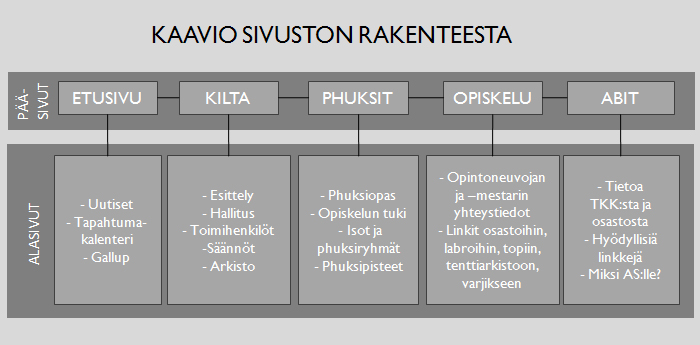 KAAVIO SIVUSTON RAKENTEESTA
PÄÄ-
SIVUT
ETUSIVU
KILTA
PHUKSIT
OPISKELU
ABIT
ALASIVUT
- Uutiset
- Tapahtuma-
kalenteri
- Gallup
- Esittely
- Hallitus
- Toimihenkilöt
-Säännöt
- Arkisto
- Phuksiopas
- Opiskelun tuki
- Isot ja
phuksiryhmät
- Phuksipisteet
- Opintoneuvojan
ja –mestarin
yhteystiedot
- Linkit osastoihin,
labroihin, topiin,
tenttiarkistoon,
varjikseen
- Tietoa
TKK:sta ja
osastosta
- Hyödyllisiä
linkkejä
- Miksi AS:lle?